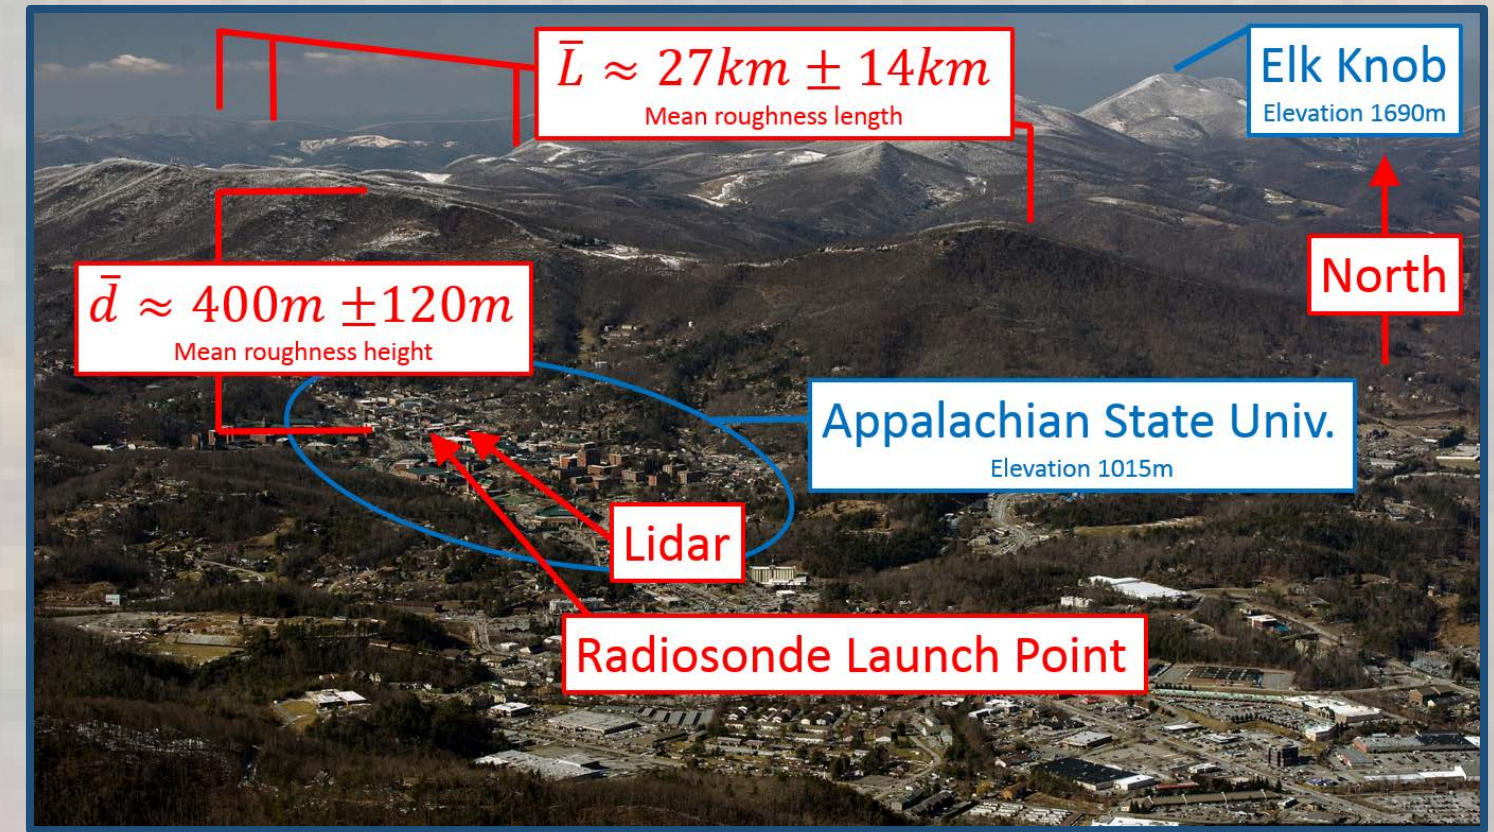 L̄ ≈ 27km ± 14km
Mean roughness length
Elk Knob
Elevation 1690m
North
d̄ ≈ 400m ±120m
Mean roughness height
Appalachian State Univ.
Elevation 1015m
Lidar
Radiosonde Launch Point